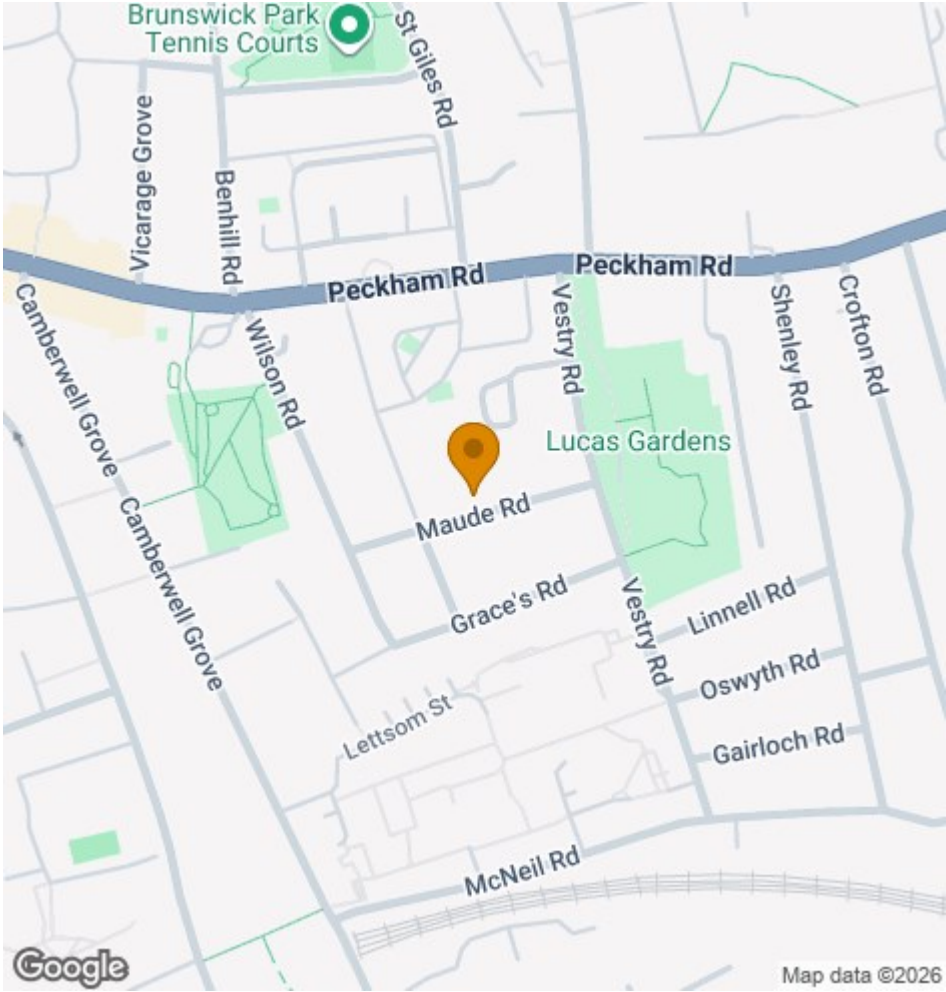 Brunswick Park
Tennis Courts
St Giles Rd
Vicarage Grove
Benhill Rd
Peckham Rd
Peckham Rd
Camberwell Grove
Wilson Rd
Vestry Rd
Shenley Rd
Crofton Rd
Lucas Gardens
Camberwell Grove
Maude Rd
Grace's Rd
Vestry Rd
Linnell Rd
Oswyth Rd
Lettsom St
Gairloch Rd
McNeil Rd
Google
Map data ©2026